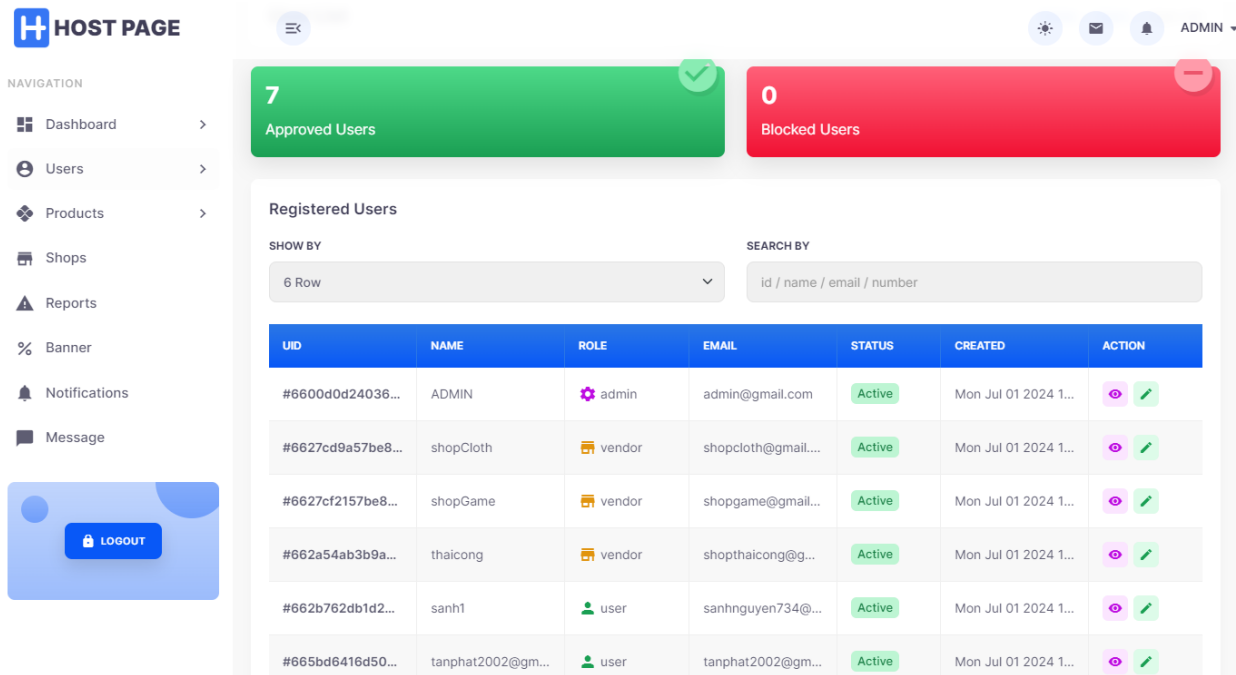 HOST PAGE
ADMIN
NAVIGATION
Dashboard
Users
Products
Shops
Reports
Banner
Notifications
Message
LOGOUT
7
Approved Users
0
Blocked Users
Registered Users
SHOW BY
SEARCH BY
6 Row
id / name / email / number
UID NAME ROLE EMAIL STATUS CREATED ACTION
#6600d0d24036... ADMIN admin admin@gmail.com Active Mon Jul 01 2024 1...
#6627cd9a57be8... shopCloth vendor shopcloth@gmail.... Active Mon Jul 01 2024 1...
#6627cf2157be8... shopGame vendor shopgame@gmail... Active Mon Jul 01 2024 1...
#662a54ab3b9a... thaicong vendor shopthaicong@g... Active Mon Jul 01 2024 1...
#662b762db1d2... sanh1 user sanhnguyen734@... Active Mon Jul 01 2024 1...
#665bd6416d50... tanphat2002@gm... user tanphat2002@gm... Active Mon Jul 01 2024 1...